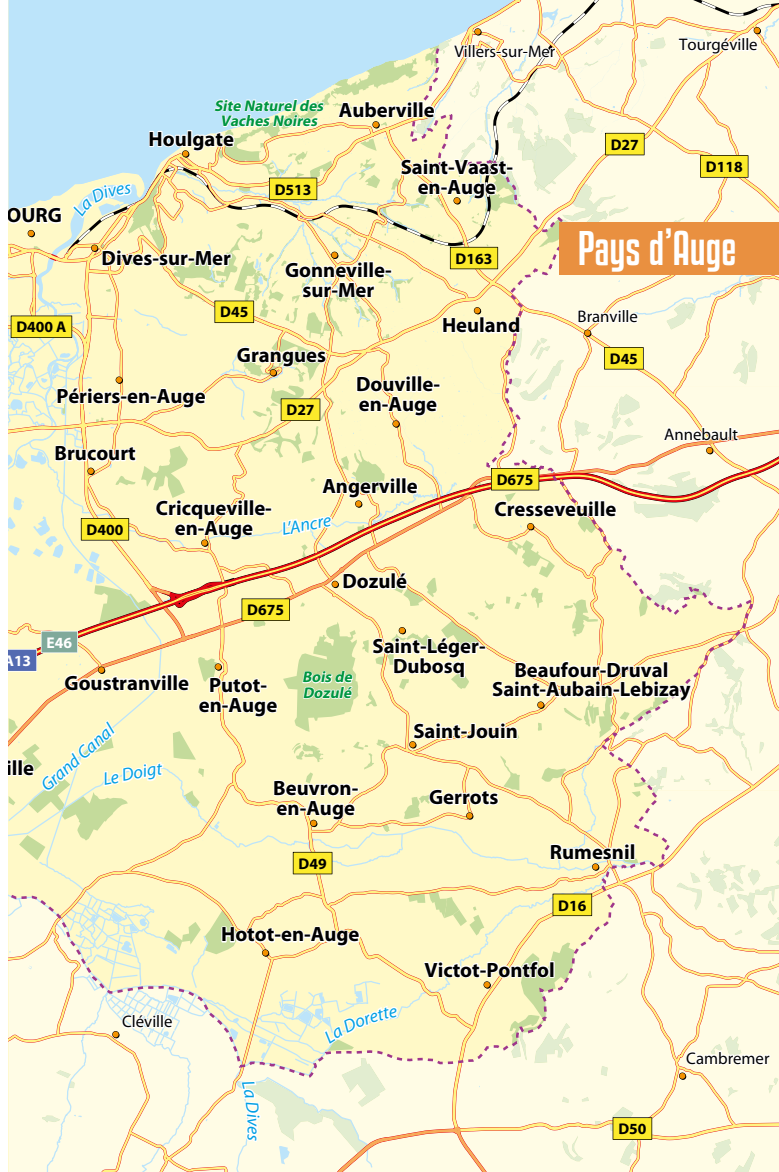 Villers-sur-Mer
Tourgéville
Site Naturel des
Vaches Noires
Auberville
Houlgate
D27
D118
Saint-Vaast-
en-Auge
D513
La Dives
OURG
Pays d'Auge
Dives-sur-Mer
D163
Gonneville-
sur-Mer
D45
Heuland
Branville
D400 A
Grangues
D45
Périers-en-Auge
Douville-
en-Auge
D27
Annebault
Brucourt
D675
Angerville
Cricqueville-
en-Auge
Cresseveuille
D400
L'Ancre
Dozulé
D675
E46
A13
Saint-Léger-
Dubosq
Goustranville
Putot-
en-Auge
Bois de
Dozulé
Beaufour-Druval
Saint-Aubain-Lebizay
Saint-Jouin
Grand Canal
ille
Le Doigt
Beuvron-
en-Auge
Gerrots
D49
Rumesnil
D16
Hotot-en-Auge
Victot-Pontfol
Cléville
La Dorette
Cambremer
La Dives
D50